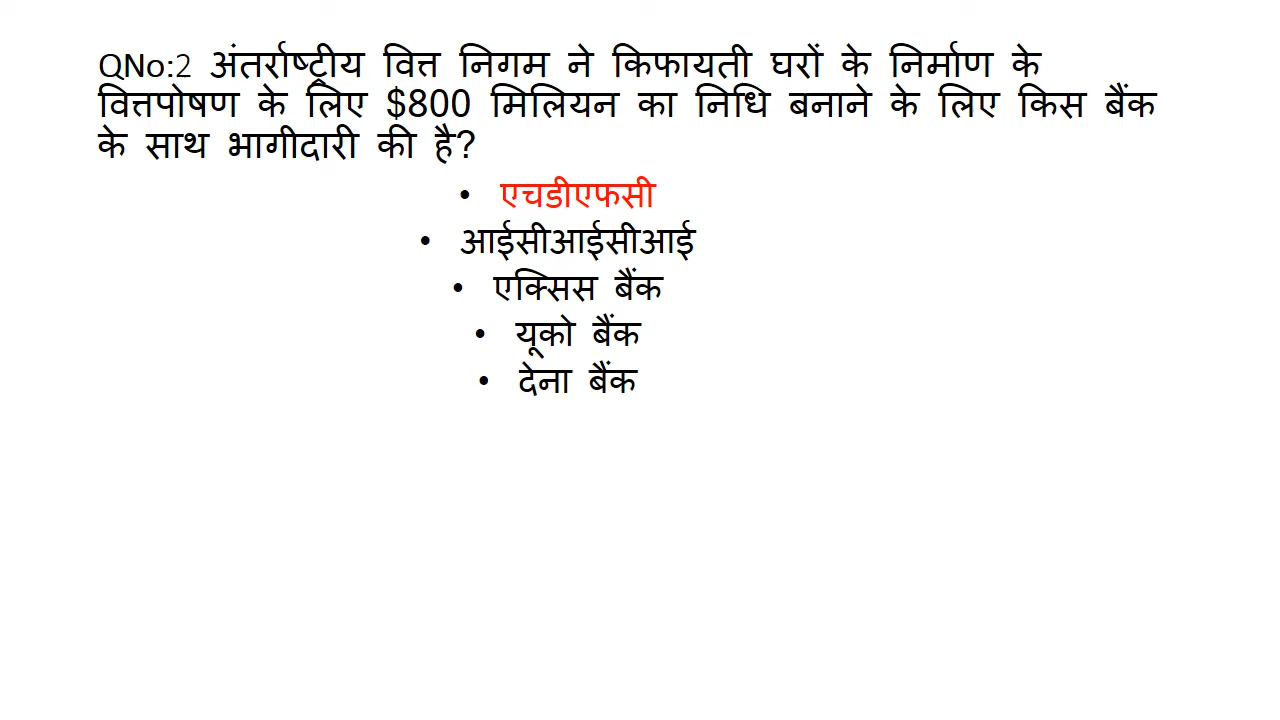 QNo:2 अंतर्राष्ट्रीय वित्त निगम ने किफायती घरों के निर्माण के
वित्तपोषण के लिए $800 मिलियन का निधि बनाने के लिए किस बैंक
के साथ भागीदारी की है?
• एचडीएफसी
• आईसीआईसीआई
• एक्सिस बैंक
• यूको बैंक
• देना बैंक